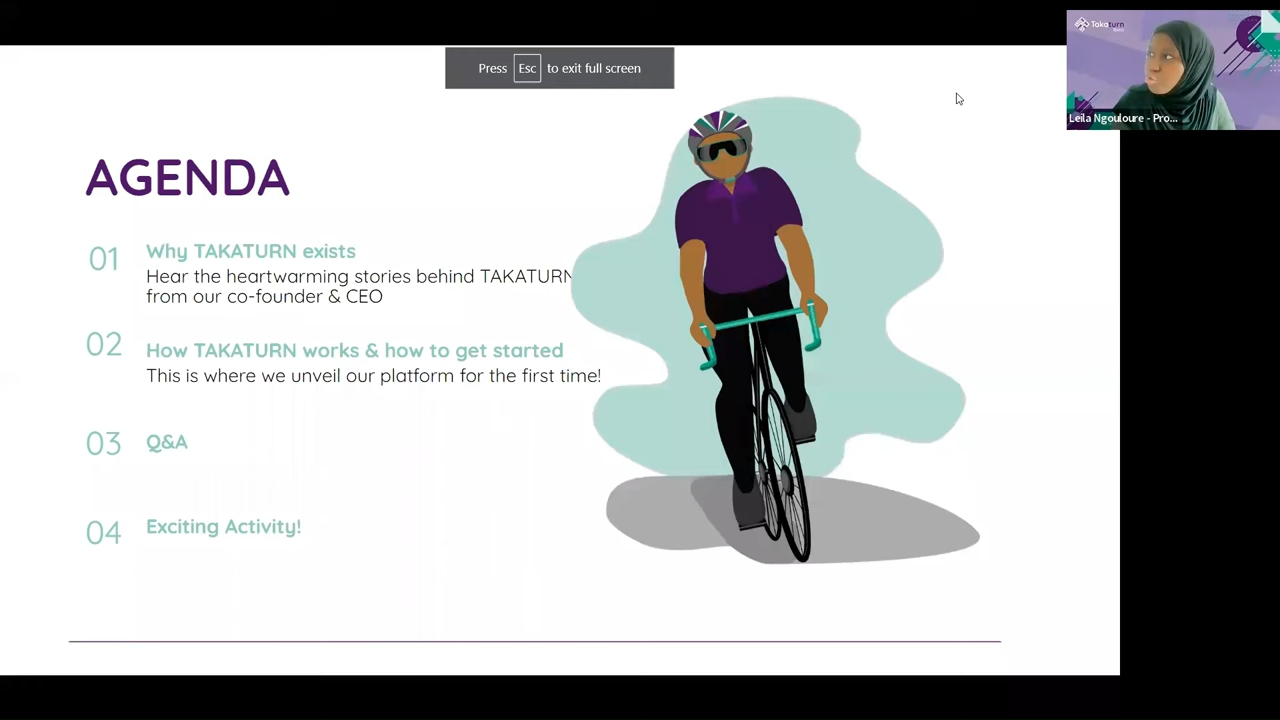 Press Esc to exit full screen
Takaturn
Leila Ngouloure - Pro...
AGENDA
01
Why TAKATURN exists
Hear the heartwarming stories behind TAKATURN
from our co-founder & CEO
02
How TAKATURN works & how to get started
This is where we unveil our platform for the first time!
03
Q&A
04
Exciting Activity!